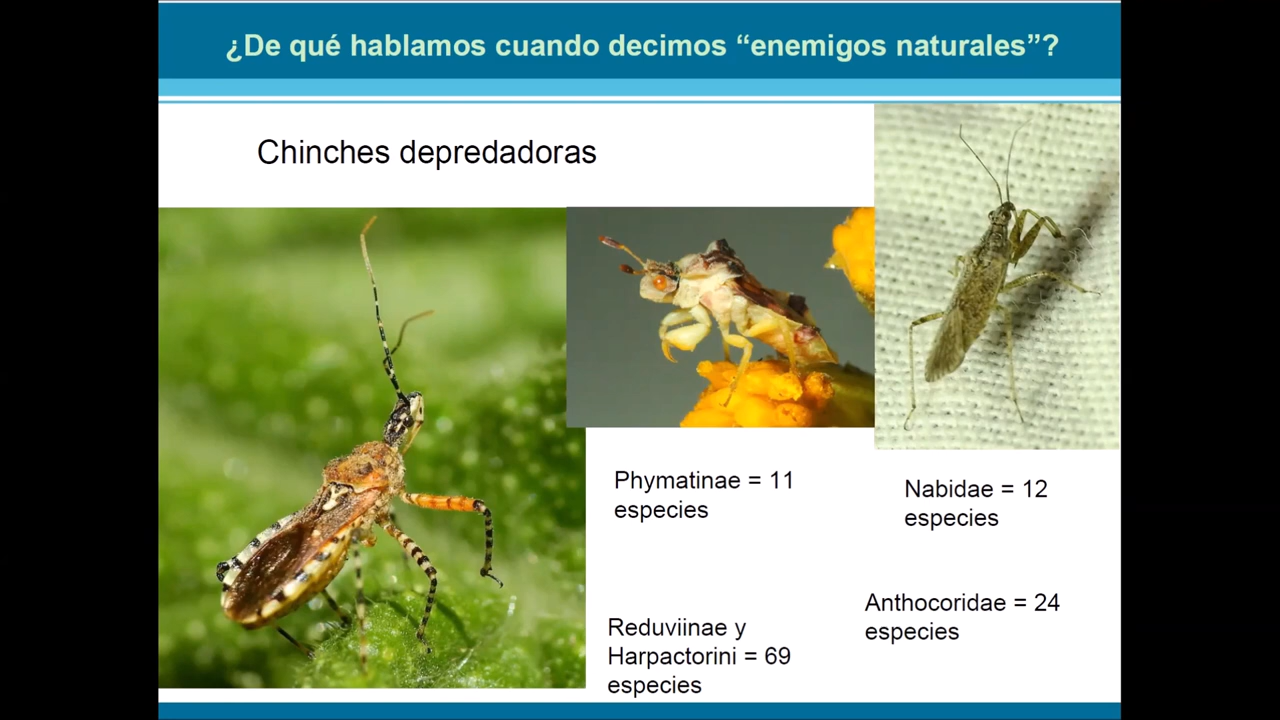 ¿De qué hablamos cuando decimos “enemigos naturales”?
Chinches depredadoras
Phymatinae = 11
especies
Nabidae = 12
especies
Reduviinae y
Harpactorini = 69
especies
Anthocoridae = 24
especies